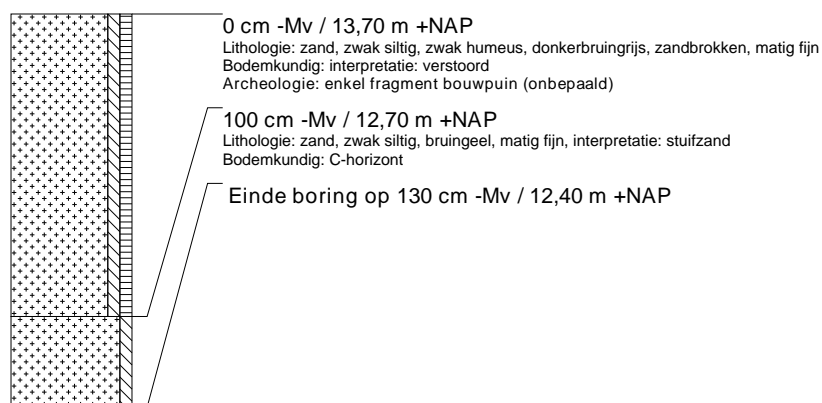 0 cm -Mv / 13,70 m +NAP
Lithologie: zand, zwak siltig, zwak humeus, donkerbruingrijs, zandbrokken, matig fijn
Bodemkundig: interpretatie: verstoord
Archeologie: enkel fragment bouwpuin (onbepaald)
100 cm -Mv / 12,70 m +NAP
Lithologie: zand, zwak siltig, bruingeel, matig fijn, interpretatie: stuifzand
Bodemkundig: C-horizont
Einde boring op 130 cm -Mv / 12,40 m +NAP